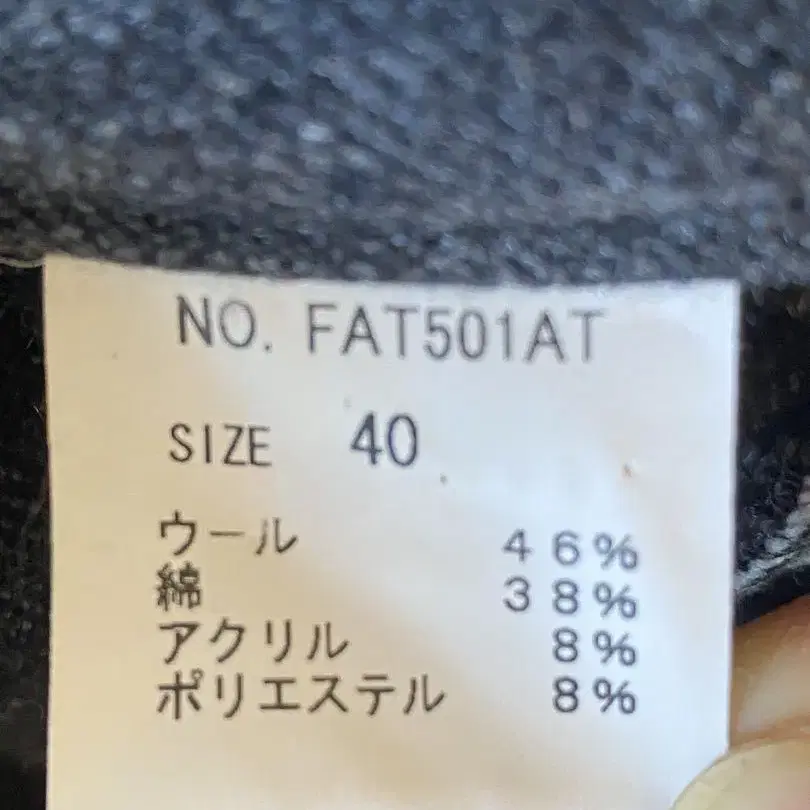 NO. FAT501AT
SIZE 40
ウール 46%
綿 38%
アクリル 8%
ポリエステル 8%